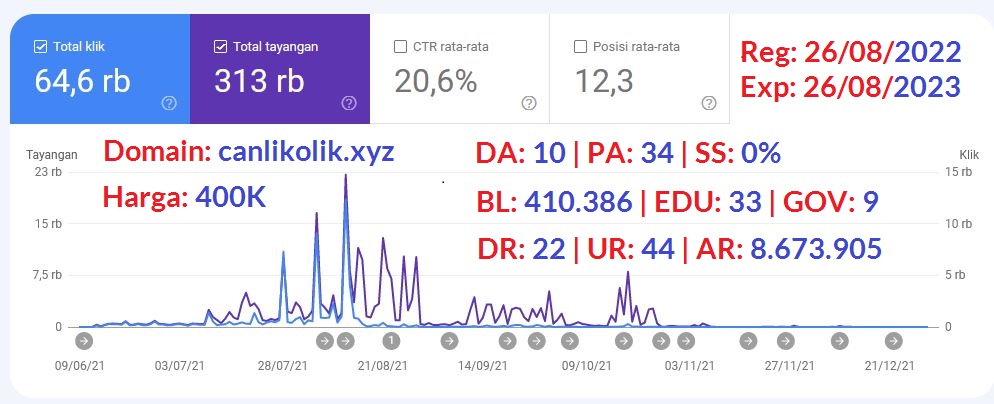 Total klik
64,6 rb
Total tayangan
313 rb
CTR rata-rata
20,6%
Posisi rata-rata
12,3
Reg: 26/08/2022
Exp: 26/08/2023
Tayangan
Klik
Domain: canlikolik.xyz
Harga: 400K
DA: 10 | PA: 34 | SS: 0%
BL: 410.386 | EDU: 33 | GOV: 9
DR: 22 | UR: 44 | AR: 8.673.905
23 rb
15 rb
7,5 rb
0
15 rb
10 rb
5 rb
0
1
09/06/21
03/07/21
28/07/21
21/08/21
14/09/21
09/10/21
03/11/21
27/11/21
21/12/21